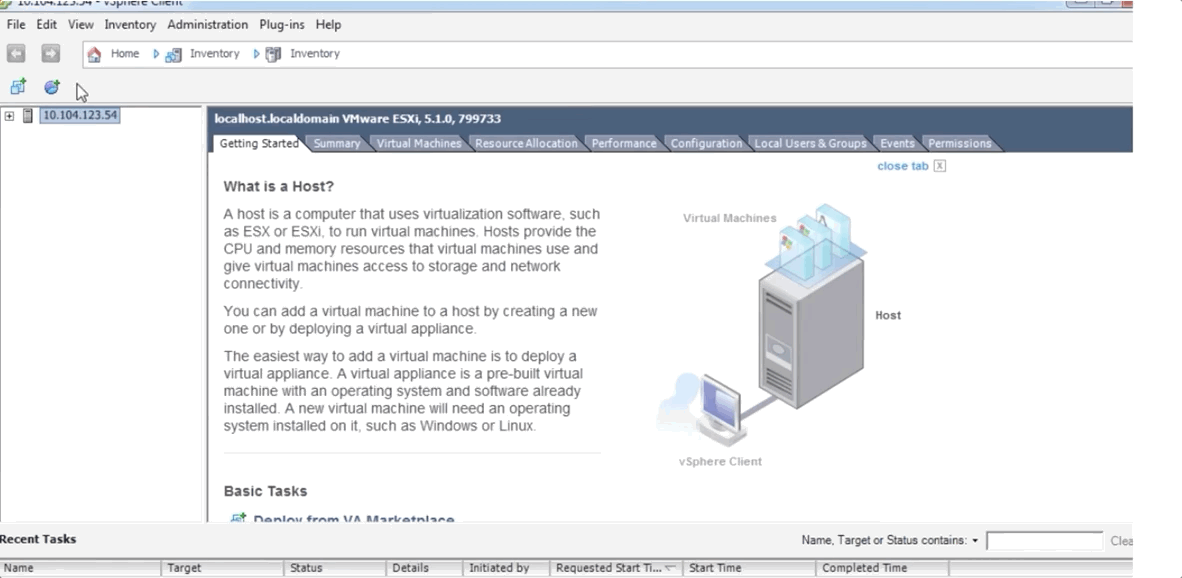 10.104.123.54 - vSphere Client
File Edit View Inventory Administration Plug-ins Help
Home Inventory Inventory
10.104.123.54
localhost.localdomain VMware ESXi, 5.1.0, 799733
Getting Started Summary Virtual Machines Resource Allocation Performance Configuration Local Users & Groups Events Permissions
close tab X
What is a Host?
A host is a computer that uses virtualization software, such
as ESX or ESXi, to run virtual machines. Hosts provide the
CPU and memory resources that virtual machines use and
give virtual machines access to storage and network
connectivity.
You can add a virtual machine to a host by creating a new
one or by deploying a virtual appliance.
The easiest way to add a virtual machine is to deploy a
virtual appliance. A virtual appliance is a pre-built virtual
machine with an operating system and software already
installed. A new virtual machine will need an operating
system installed on it, such as Windows or Linux.
Virtual Machines
Host
vSphere Client
Basic Tasks
Deploy from VA Marketplace
Recent Tasks
Name, Target or Status contains: Clea
Name Target Status Details Initiated by Requested Start Ti... Start Time Completed Time